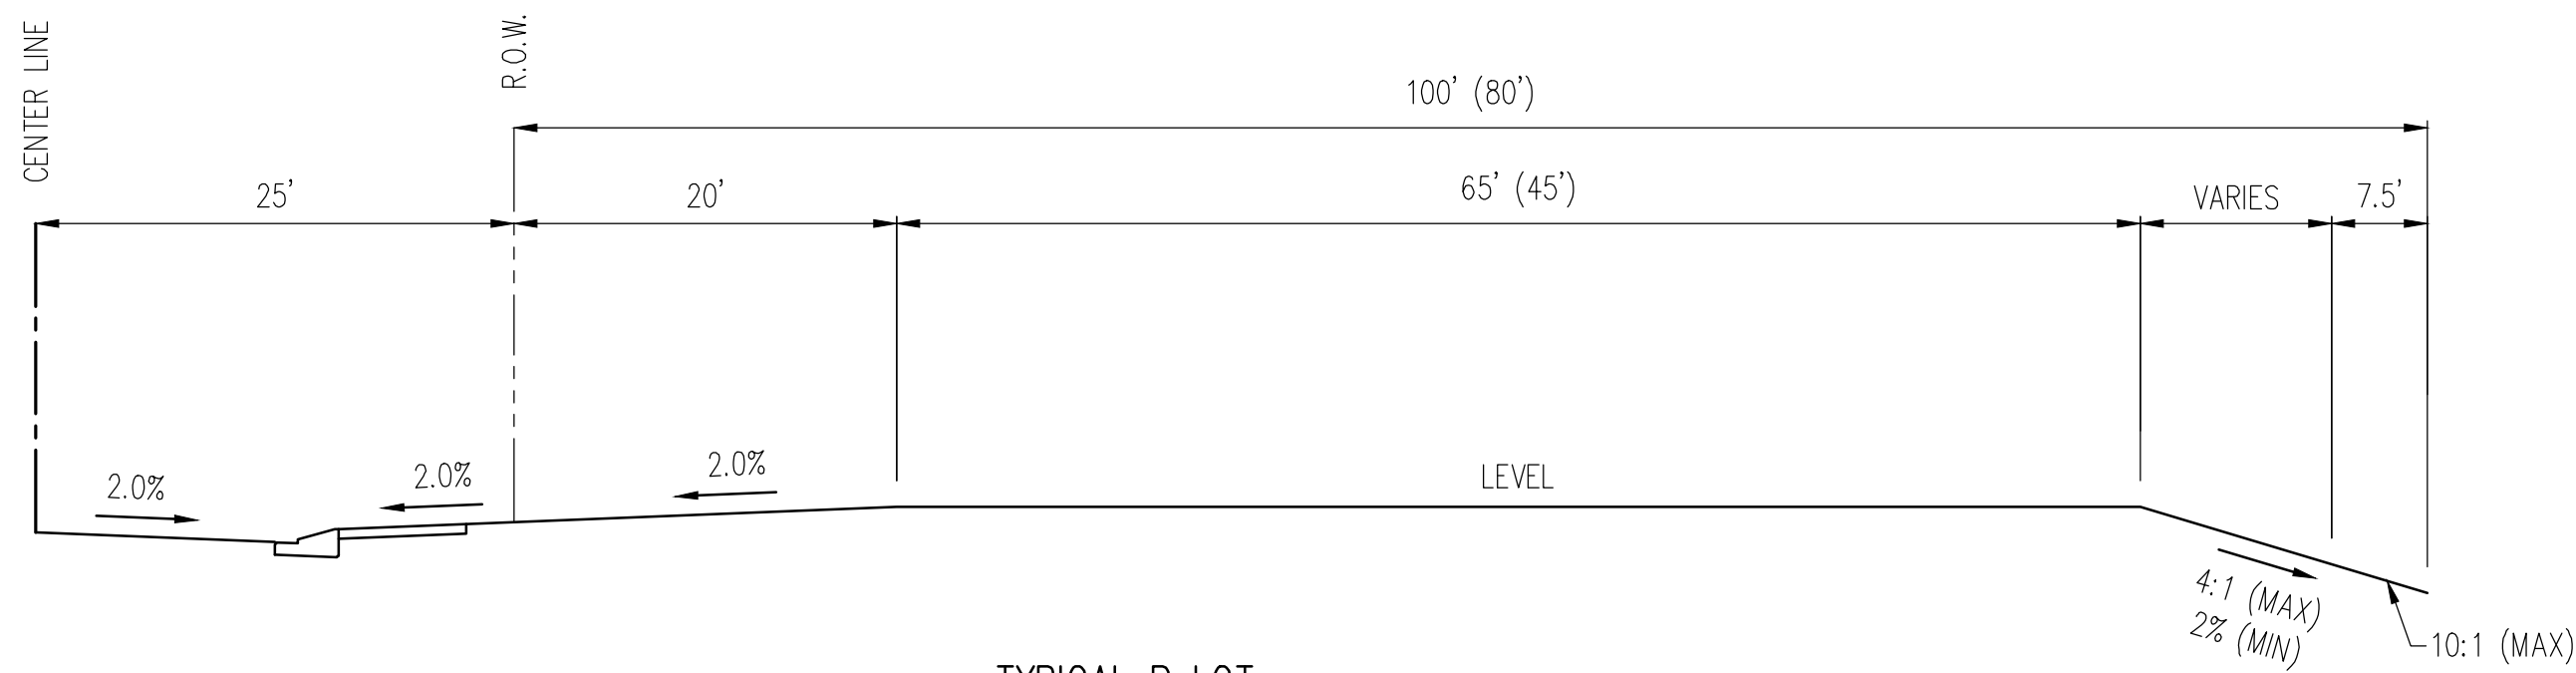 CENTER LINE
R.O.W.
100' (80')
25'
20'
65' (45')
VARIES
7.5'
2.0%
2.0%
2.0%
LEVEL
4:1 (MAX)
2% (MIN)
10:1 (MAX)